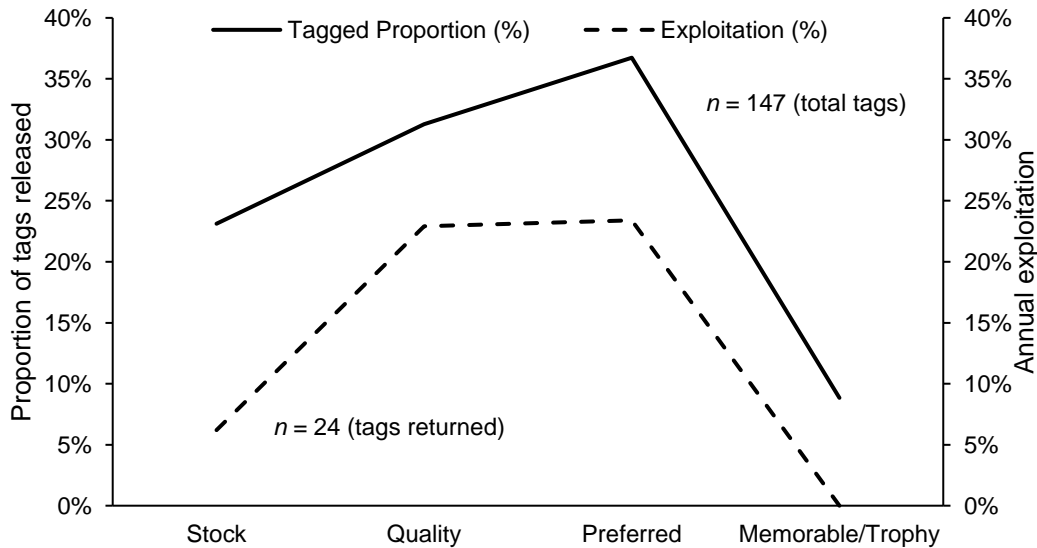 40%
35%
30%
25%
20%
15%
10%
5%
0%
Proportion of tags released
Tagged Proportion (%)
Exploitation (%)
n = 147 (total tags)
n = 24 (tags returned)
40%
35%
30%
25%
20%
15%
10%
5%
0%
Annual exploitation
Stock
Quality
Preferred
Memorable/Trophy